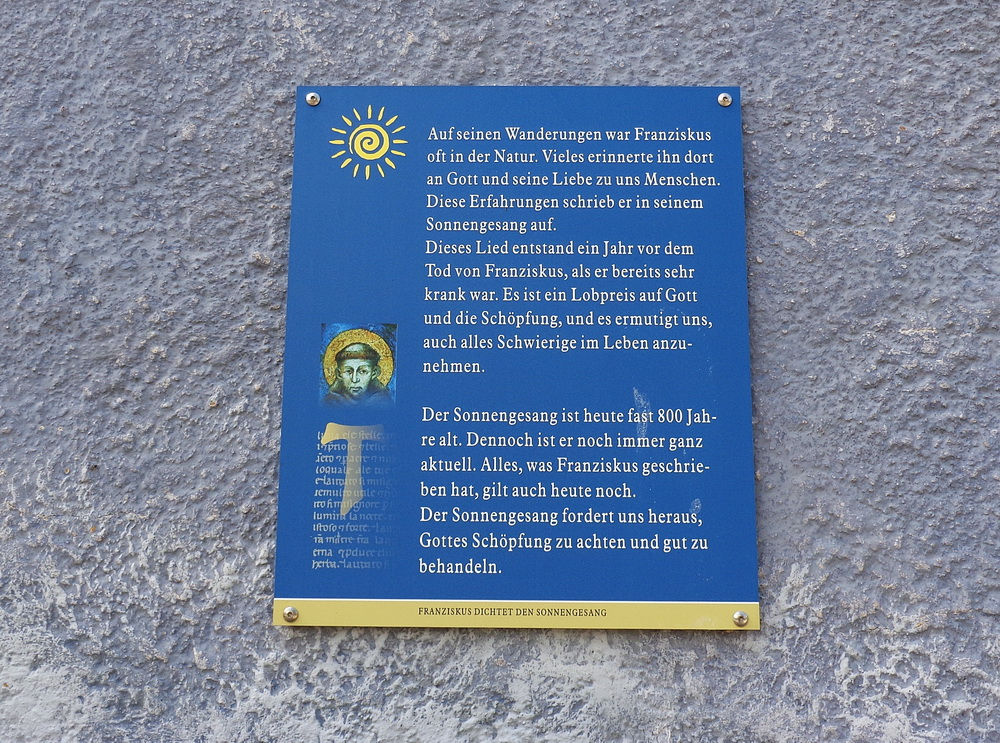 Auf seinen Wanderungen war Franziskus
oft in der Natur. Vieles erinnerte ihn dort
an Gott und seine Liebe zu uns Menschen.
Diese Erfahrungen schrieb er in seinem
Sonnengesang auf.
Dieses Lied entstand ein Jahr vor dem
Tod von Franziskus, als er bereits sehr
krank war. Es ist ein Lobpreis auf Gott
und die Schöpfung, und es ermutigt uns,
auch alles Schwierige im Leben anzu-
nehmen.
Der Sonnengesang ist heute fast 800 Jah-
re alt. Dennoch ist er noch immer ganz
aktuell. Alles, was Franziskus geschrie-
ben hat, gilt auch heute noch.
Der Sonnengesang fordert uns heraus,
Gottes Schöpfung zu achten und gut zu
behandeln.
FRANZISKUS DICHTET DEN SONNENGESANG